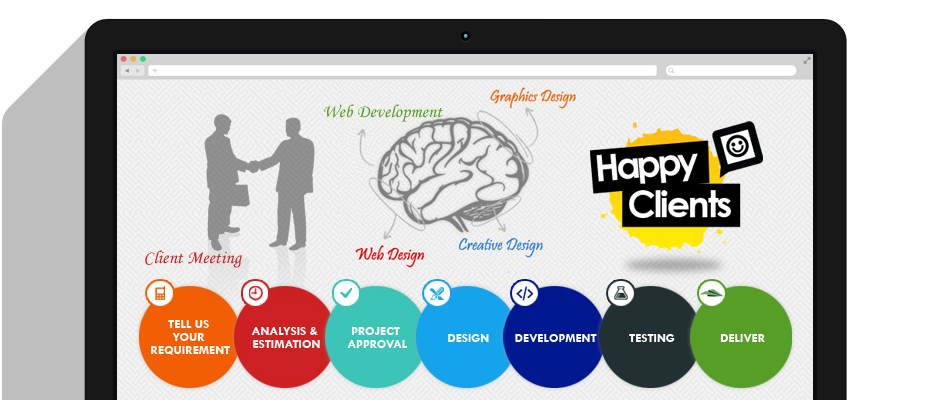 Graphics Design
Web Development
Happy
Clients
Creative Design
Web Design
Client Meeting
TELL US
YOUR
REQUIREMENT
ANALYSIS &
ESTIMATION
PROJECT
APPROVAL
DESIGN
DEVELOPMENT
TESTING
DELIVER